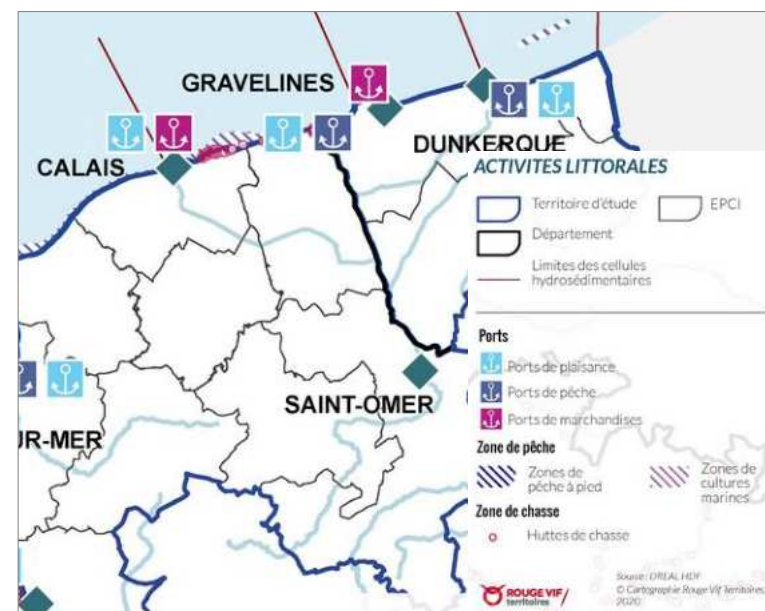 GRAVELINES
DUNKERQUE
CALAIS
ACTIVITES LITTORALES
Territoire d'étude
EPCI
Département
Limites des cellules
hydrosédimentaires
Ports
Ports de plaisance
Ports de pêche
Ports de marchandises
SAINT-OMER
UR-MER
Zone de pêche
Zones de
pêche à pied
Zones de
cultures
marines
Zone de chasse
Huttes de chasse
ROUGE VIF
territoires
Source : DREAL HDF
© Cartographie Rouge Vif Territoires,
2020